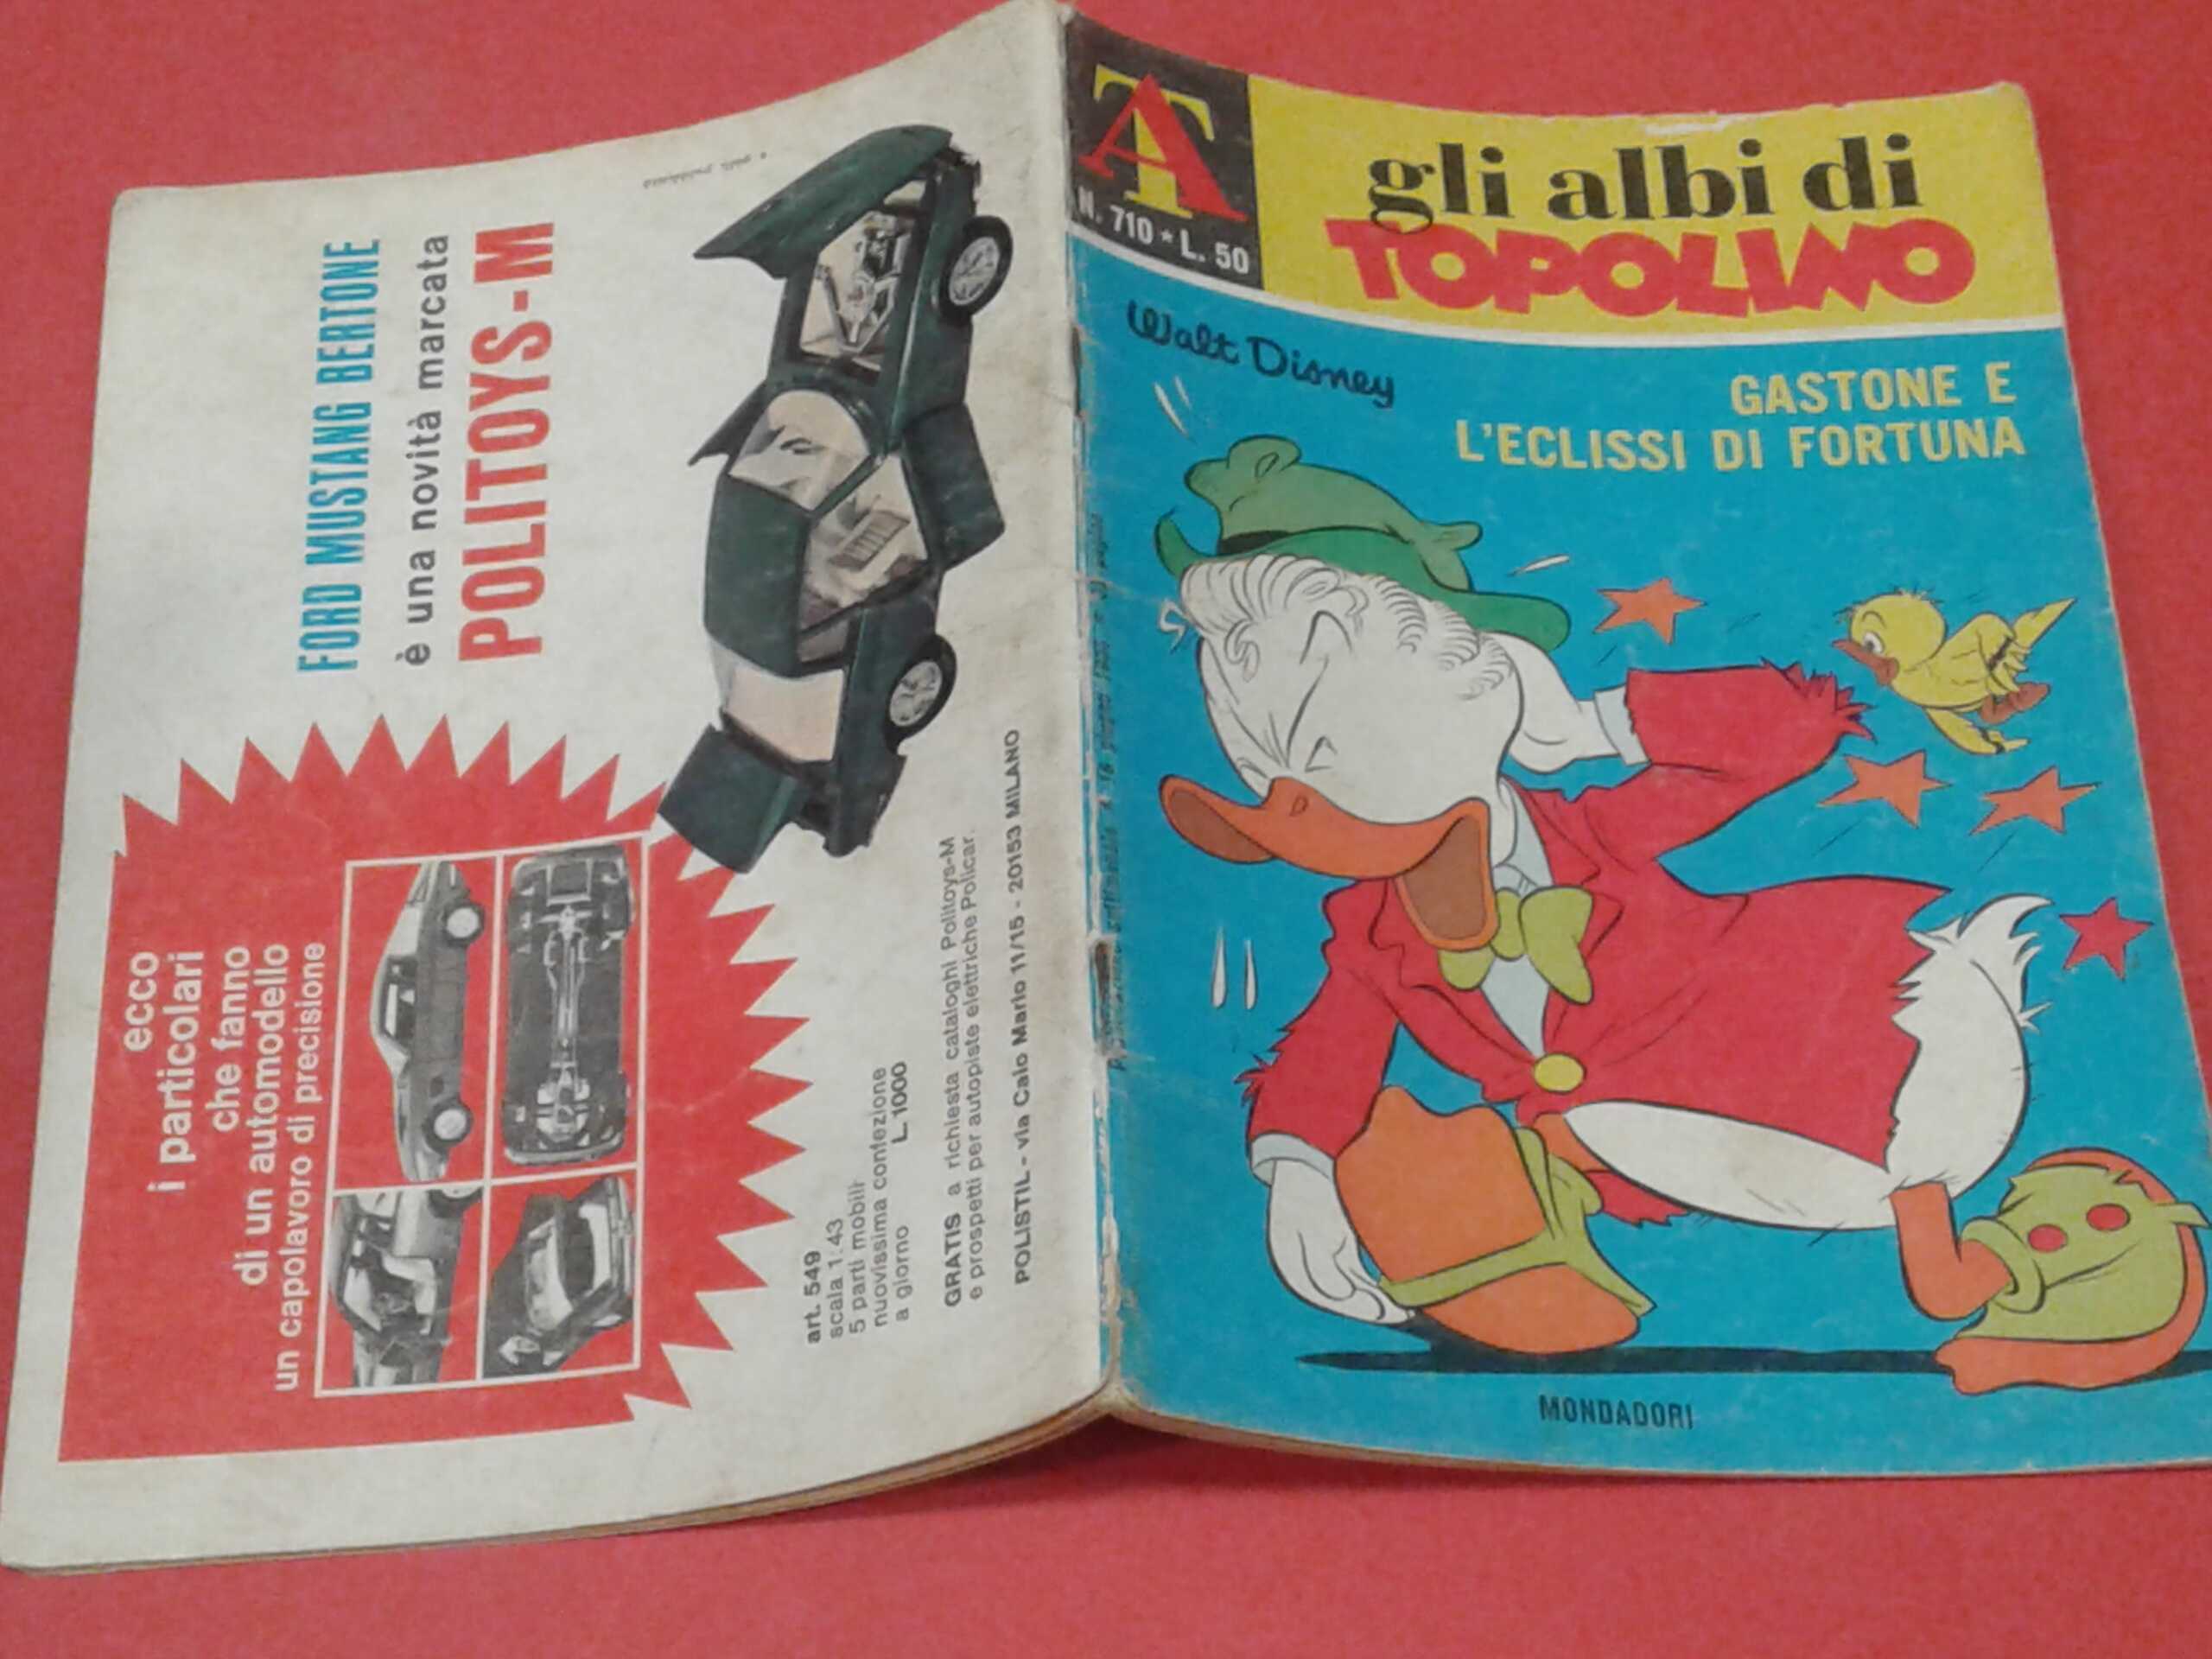 AT
N. 710 * L. 50
gli albi di
TOPOLINO
Walt Disney
GASTONE E
L'ECLISSI DI FORTUNA
MONDADORI
FORD MUSTANG BERTONE
è una novità marcata
POLITOYS-M
ecco
i particolari
che fanno
di un automodello
un capolavoro di precisione
art. 549
scala 1:43
5 parti mobili
nuovissima confezione
a giorno L. 1000
GRATIS a richiesta cataloghi Politoys-M
e prospetti per autopiste elettriche Policar.
POLISTIL - via Caio Mario 11/15 - 20153 MILANO